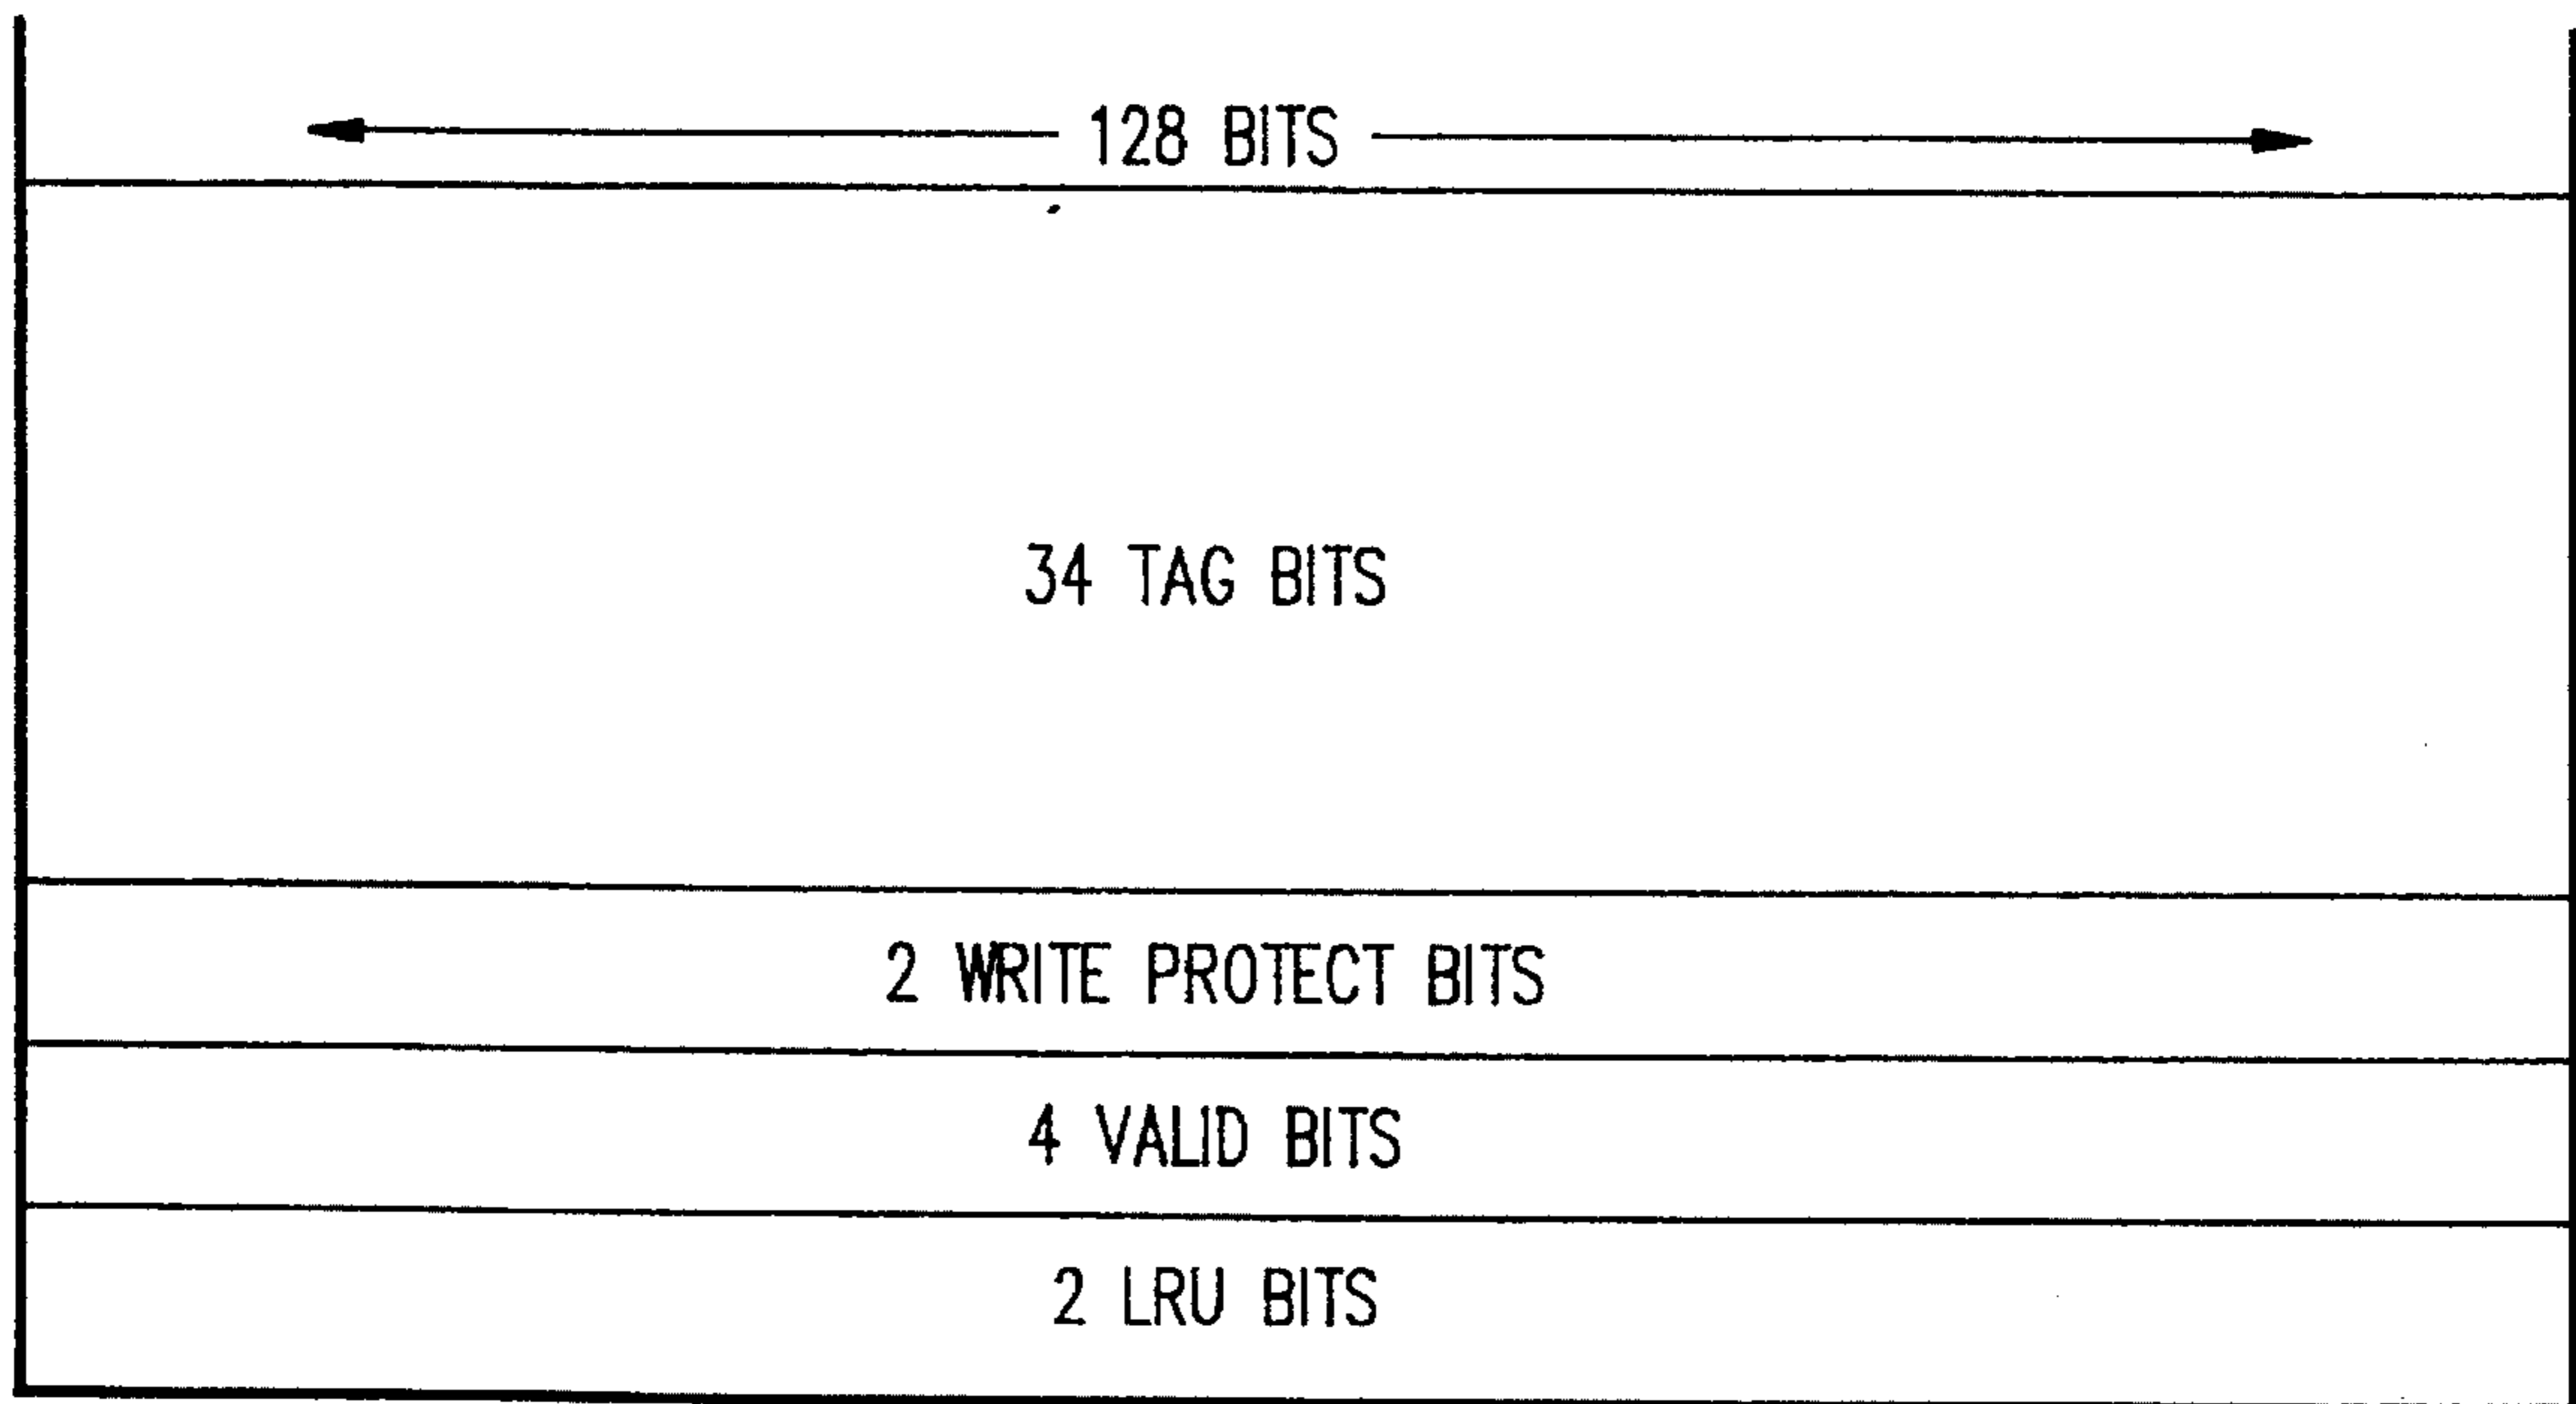 128 BITS
34 TAG BITS
2 WRITE PROTECT BITS
4 VALID BITS
2 LRU BITS